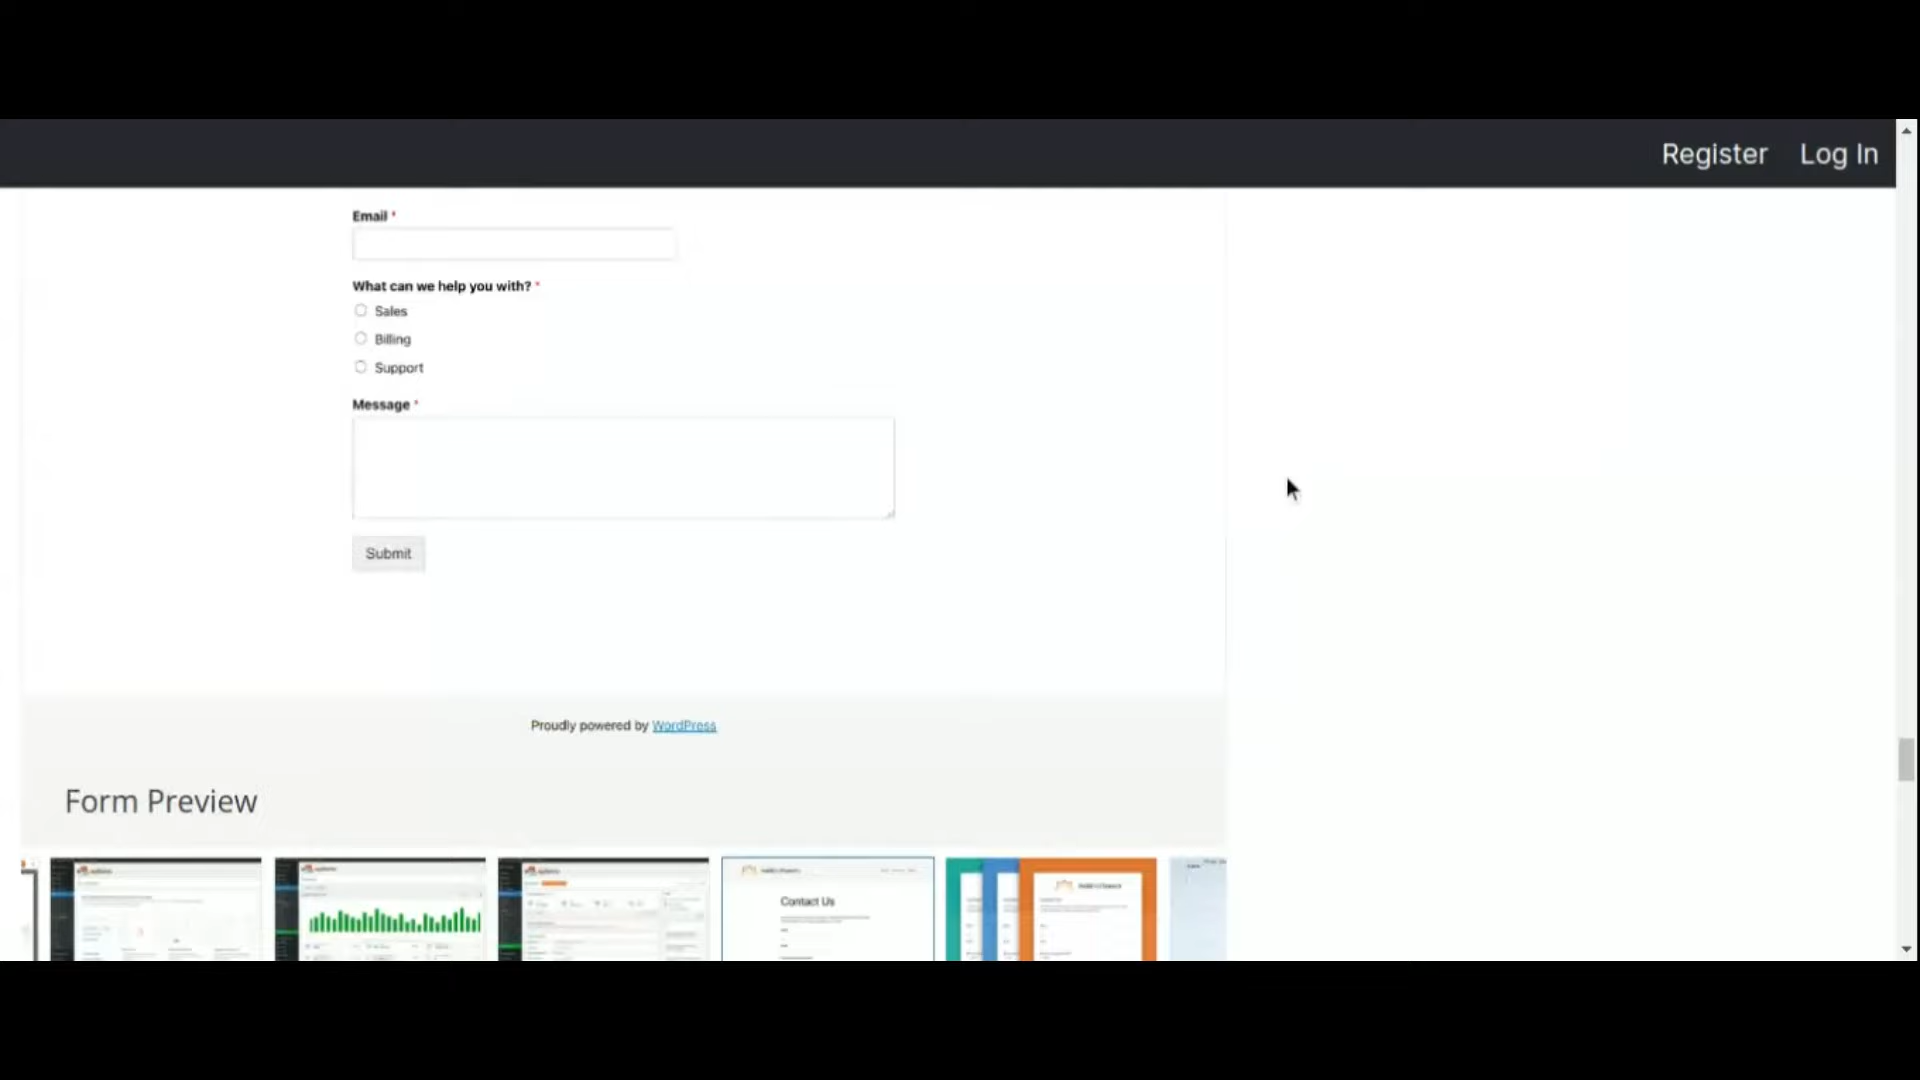 Register Log In
Email *
What can we help you with? *
Sales
Billing
Support
Message *
Submit
Proudly powered by WordPress
Form Preview
Contact Us